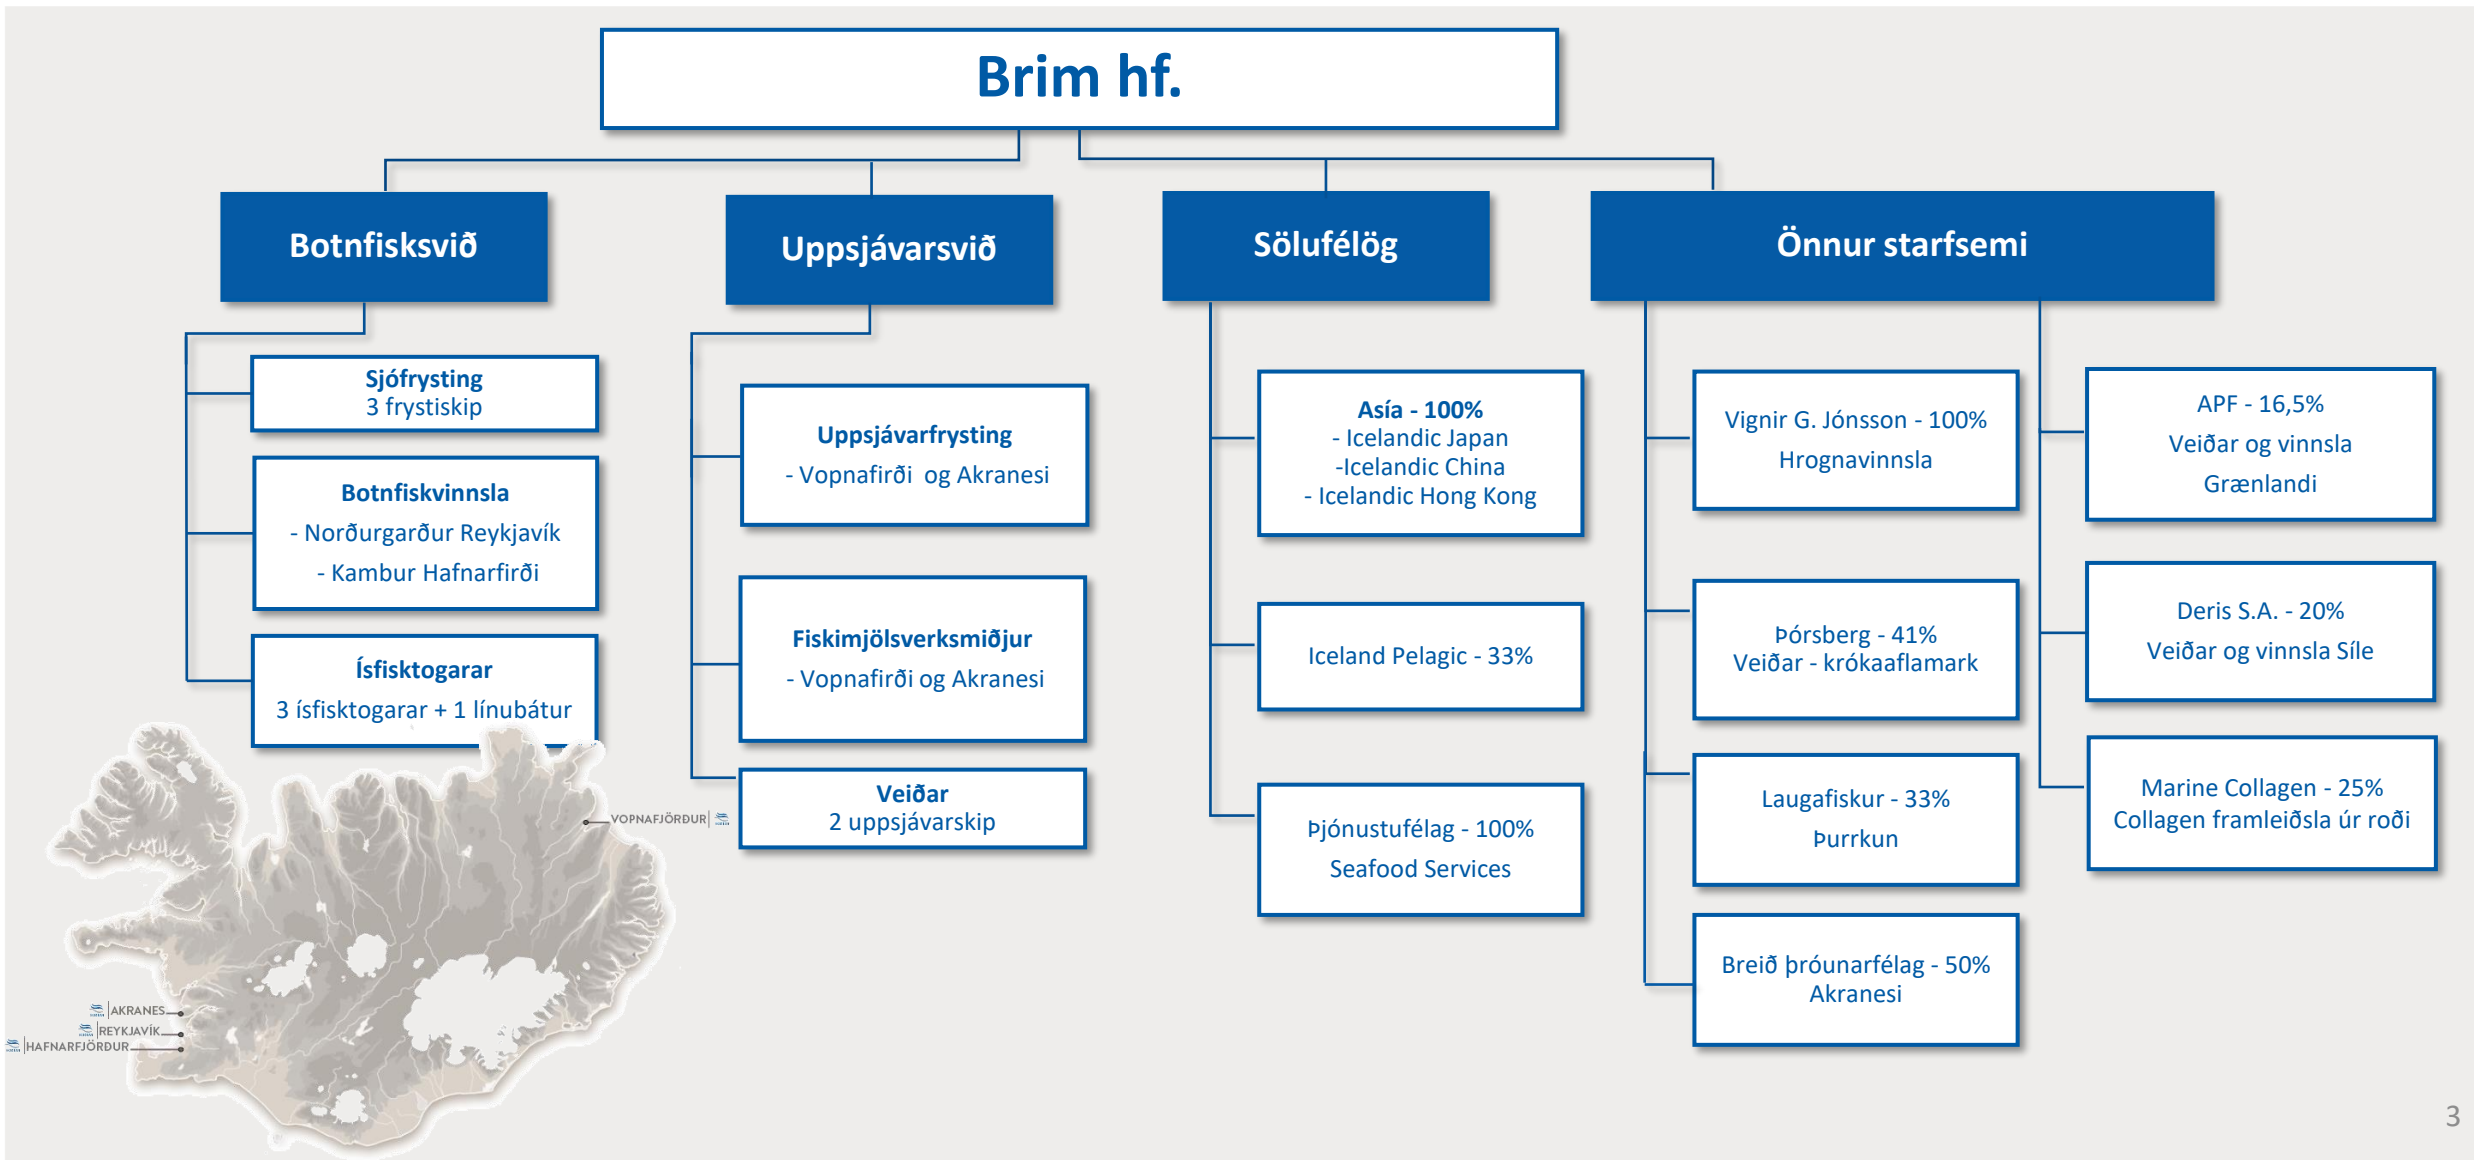 Brim hf.
Botnfisksvið
Sjófrysting
3 frystiskip
Botnfiskvinnsla
- Norðurgarður Reykjavík
- Kambur Hafnarfirði
Ísfisktogarar
3 ísfisktogarar + 1 línubátur
Uppsjávarsvið
Uppsjávarfrysting
- Vopnafirði og Akranesi
Fiskimjölsverksmiðjur
- Vopnafirði og Akranesi
Veiðar
2 uppsjávarskip
Sölufélög
Asía - 100%
- Icelandic Japan
-Icelandic China
- Icelandic Hong Kong
Iceland Pelagic - 33%
Þjónustufélag - 100%
Seafood Services
Önnur starfsemi
Vignir G. Jónsson - 100%
Hrognavinnsla
Þórsberg - 41%
Veiðar - krókaaflamark
Laugafiskur - 33%
Þurrkun
Breið þróunarfélag - 50%
Akranesi
APF - 16,5%
Veiðar og vinnsla
Grænlandi
Deris S.A. - 20%
Veiðar og vinnsla Síle
Marine Collagen - 25%
Collagen framleiðsla úr roði
VOPNAFJÖRÐUR
AKRANES
REYKJAVÍK
HAFNARFJÖRÐUR
3